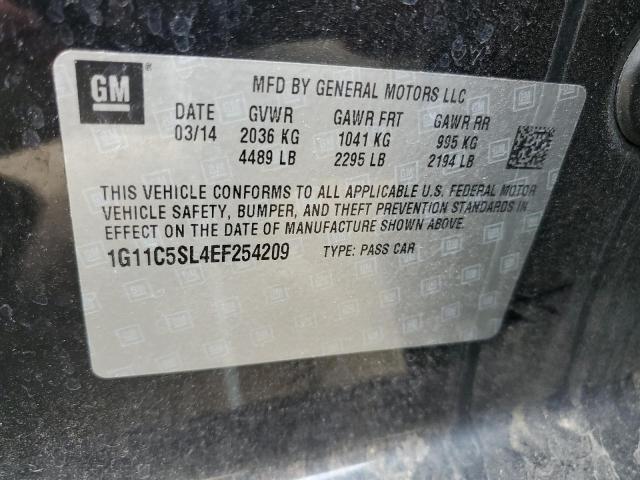 GM
MFD BY GENERAL MOTORS LLC
DATE GVWR GAWR FRT GAWR RR
03/14 2036 KG 1041 KG 995 KG
4489 LB 2295 LB 2194 LB
THIS VEHICLE CONFORMS TO ALL APPLICABLE U.S. FEDERAL MOTOR
VEHICLE SAFETY, BUMPER, AND THEFT PREVENTION STANDARDS IN
EFFECT ON THE DATE OF MANUFACTURE SHOWN ABOVE.
1G11C5SL4EF254209 TYPE: PASS CAR